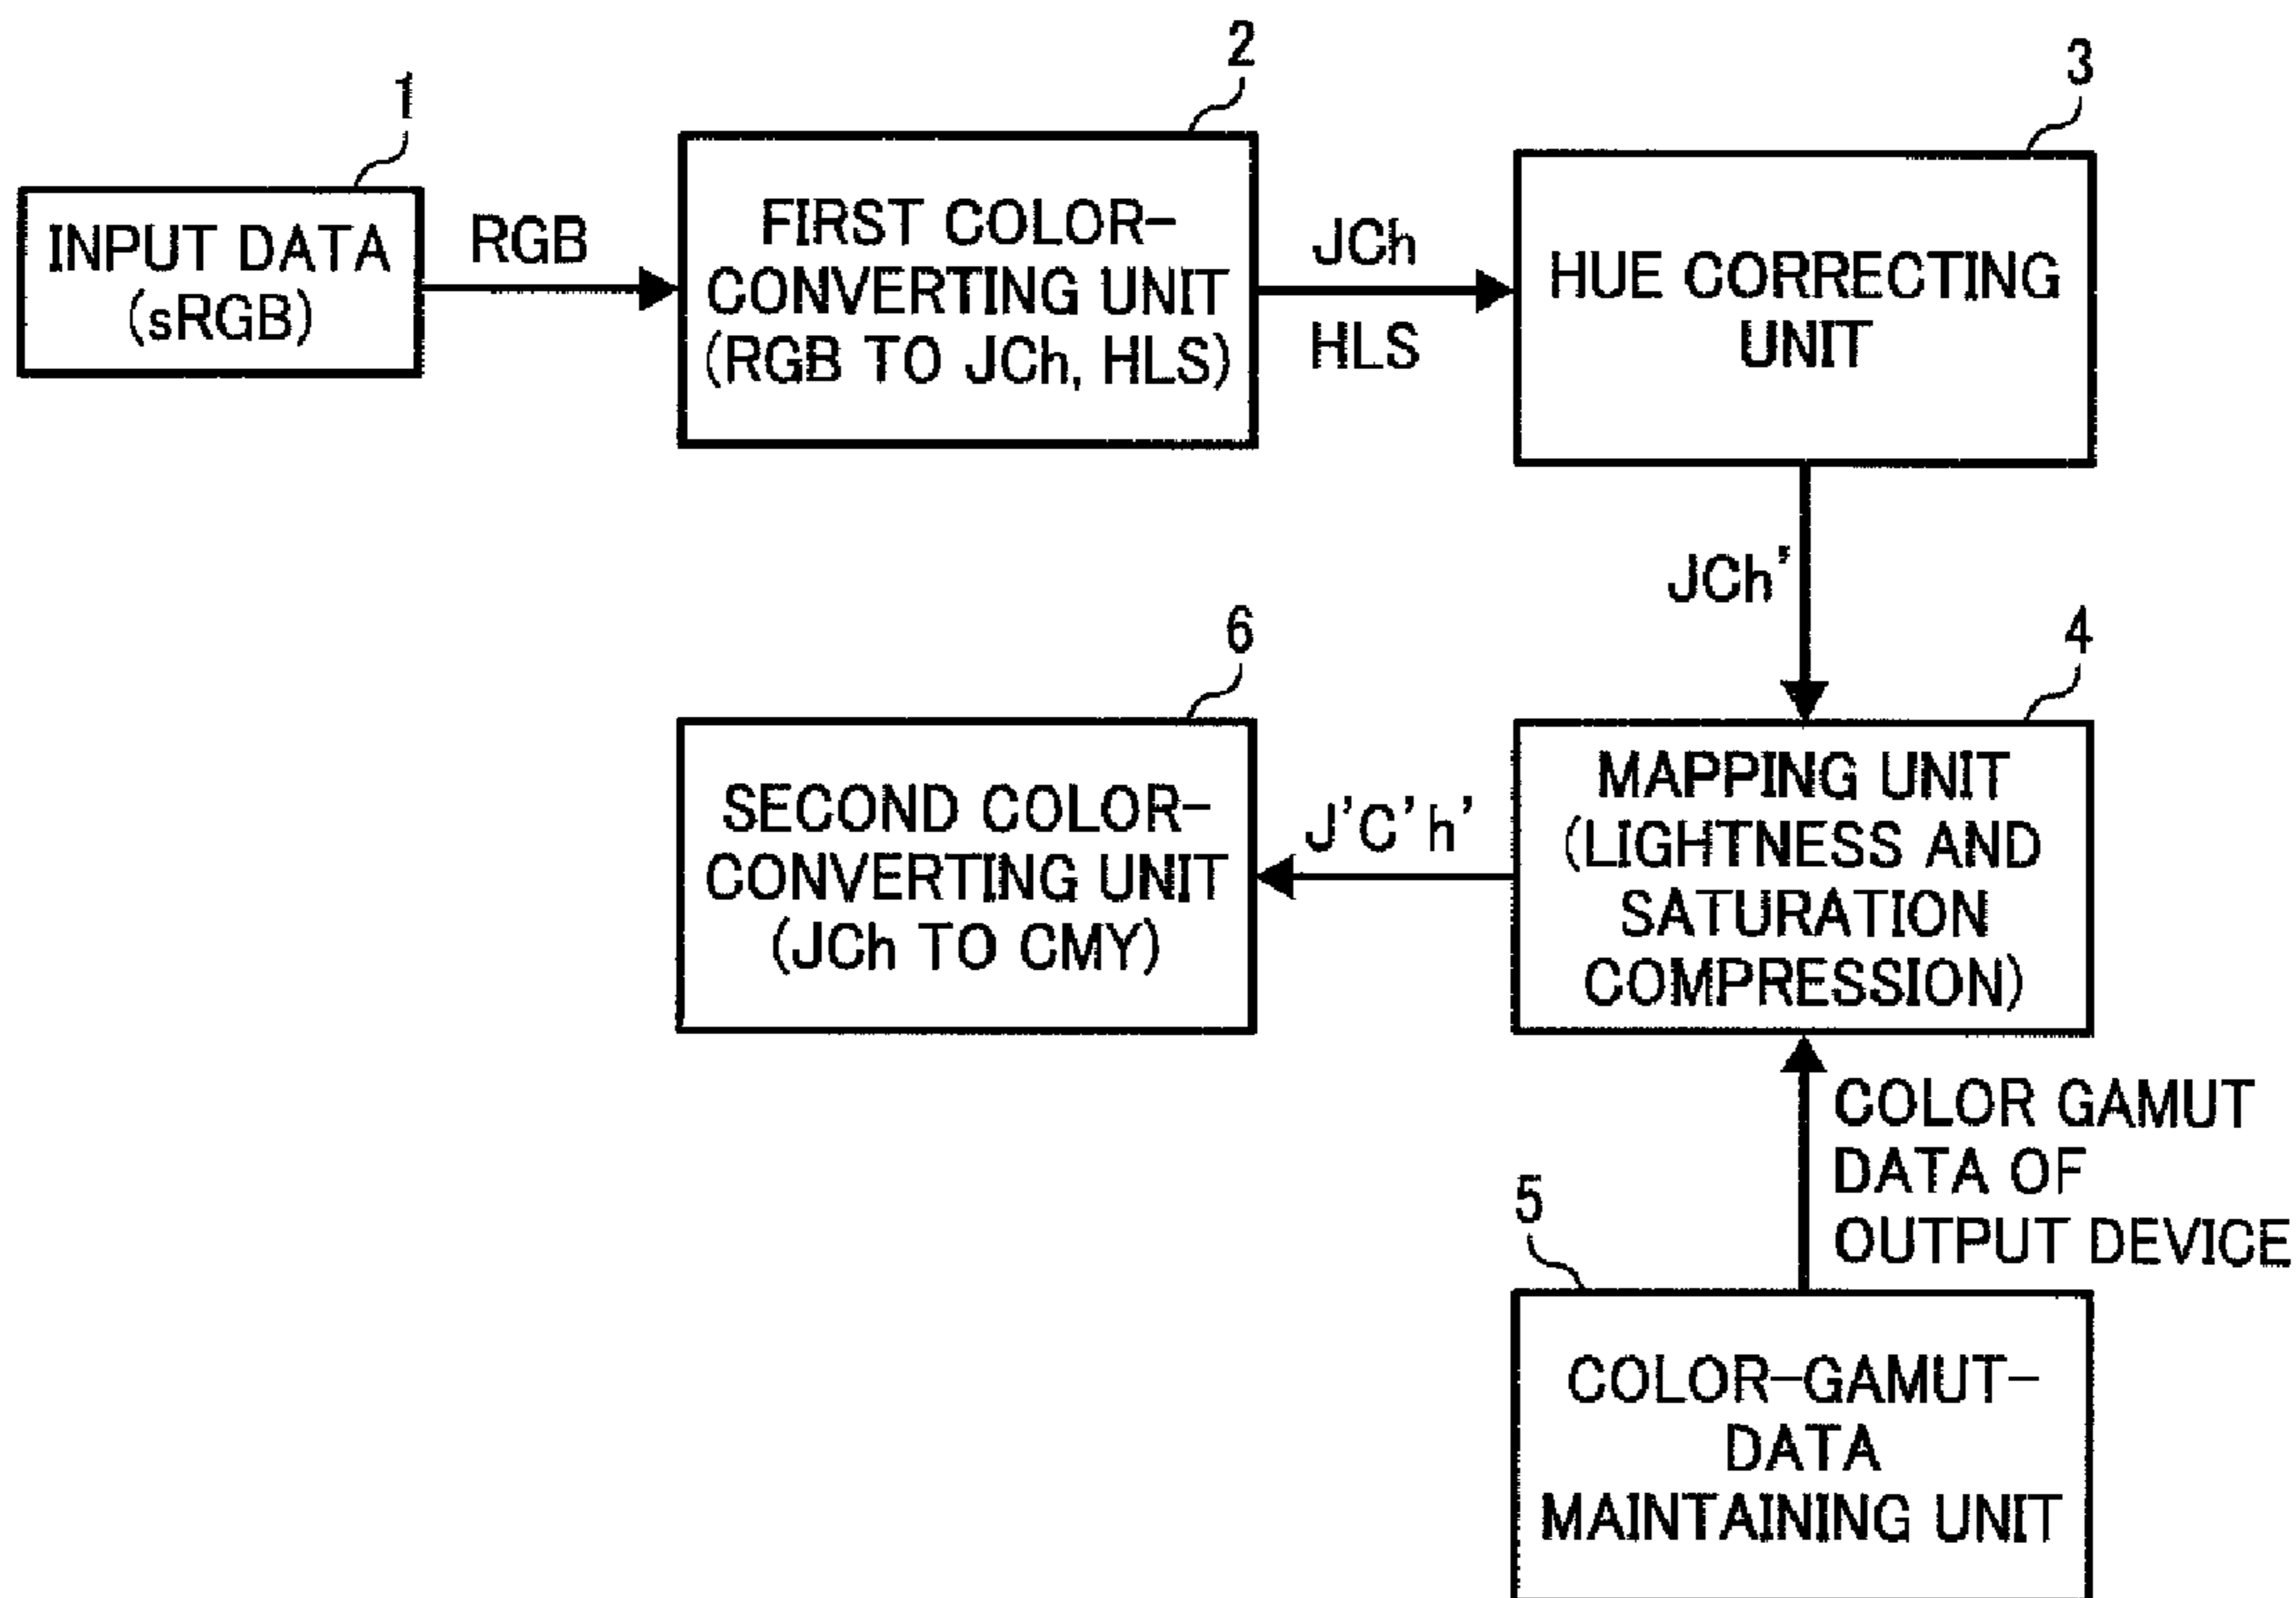 1
INPUT DATA
(sRGB)
RGB
2
FIRST COLOR-
CONVERTING UNIT
(RGB TO JCh, HLS)
JCh
HLS
3
HUE CORRECTING
UNIT
JCh'
4
MAPPING UNIT
(LIGHTNESS AND
SATURATION
COMPRESSION)
J'C'h'
6
SECOND COLOR-
CONVERTING UNIT
(JCh TO CMY)
COLOR GAMUT
DATA OF
OUTPUT DEVICE
5
COLOR-GAMUT-
DATA
MAINTAINING UNIT